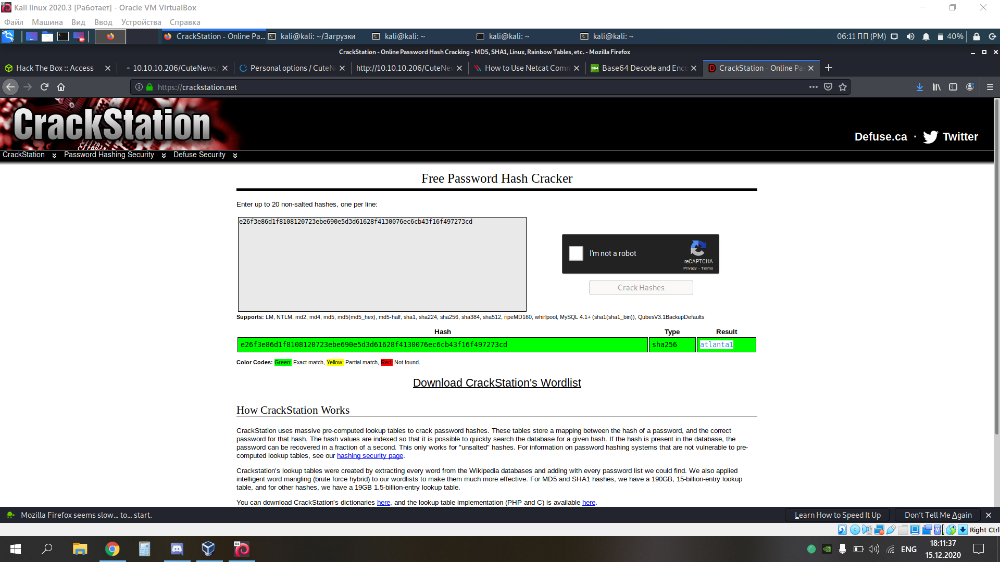 Kali linux 2020.3 [Работает] - Oracle VM VirtualBox
Файл Машина Вид Ввод Устройства Справка
CrackStation - Online Pa... kali@kali: ~/Загрузки kali@kali: ~ kali@kali: ~ kali@kali: ~ 06:11 ПП (PM) 40%
CrackStation - Online Password Hash Cracking - MD5, SHA1, Linux, Rainbow Tables, etc. - Mozilla Firefox
Hack The Box :: Access 10.10.10.206/CuteNews/ Personal options / CuteN http://10.10.10.206/CuteNew How to Use Netcat Comm B64 Base64 Decode and Enco CrackStation - Online Pa
https://crackstation.net
CrackStation
Defuse.ca · Twitter
CrackStation Password Hashing Security Defuse Security
Free Password Hash Cracker
Enter up to 20 non-salted hashes, one per line:
e26f3e86d1f8108120723ebe690e5d3d61628f4130076ec6cb43f16f497273cd
I'm not a robot
reCAPTCHA
Privacy - Terms
Crack Hashes
Supports: LM, NTLM, md2, md4, md5, md5(md5_hex), md5-half, sha1, sha224, sha256, sha384, sha512, ripeMD160, whirlpool, MySQL 4.1+ (sha1(sha1_bin)), QubesV3.1BackupDefaults
Hash Type Result
e26f3e86d1f8108120723ebe690e5d3d61628f4130076ec6cb43f16f497273cd sha256 atlanta1
Color Codes: Green: Exact match, Yellow: Partial match, Red: Not found.
Download CrackStation's Wordlist
How CrackStation Works
CrackStation uses massive pre-computed lookup tables to crack password hashes. These tables store a mapping between the hash of a password, and the correct
password for that hash. The hash values are indexed so that it is possible to quickly search the database for a given hash. If the hash is present in the database, the
password can be recovered in a fraction of a second. This only works for "unsalted" hashes. For information on password hashing systems that are not vulnerable to pre-
computed lookup tables, see our hashing security page.
Crackstation's lookup tables were created by extracting every word from the Wikipedia databases and adding with every password list we could find. We also applied
intelligent word mangling (brute force hybrid) to our wordlists to make them much more effective. For MD5 and SHA1 hashes, we have a 190GB, 15-billion-entry lookup
table, and for other hashes, we have a 19GB 1.5-billion-entry lookup table.
You can download CrackStation's dictionaries here, and the lookup table implementation (PHP and C) is available here.
Mozilla Firefox seems slow... to... start. Learn How to Speed It Up Don't Tell Me Again
Right Ctrl
64
ENG
18:11:37
15.12.2020